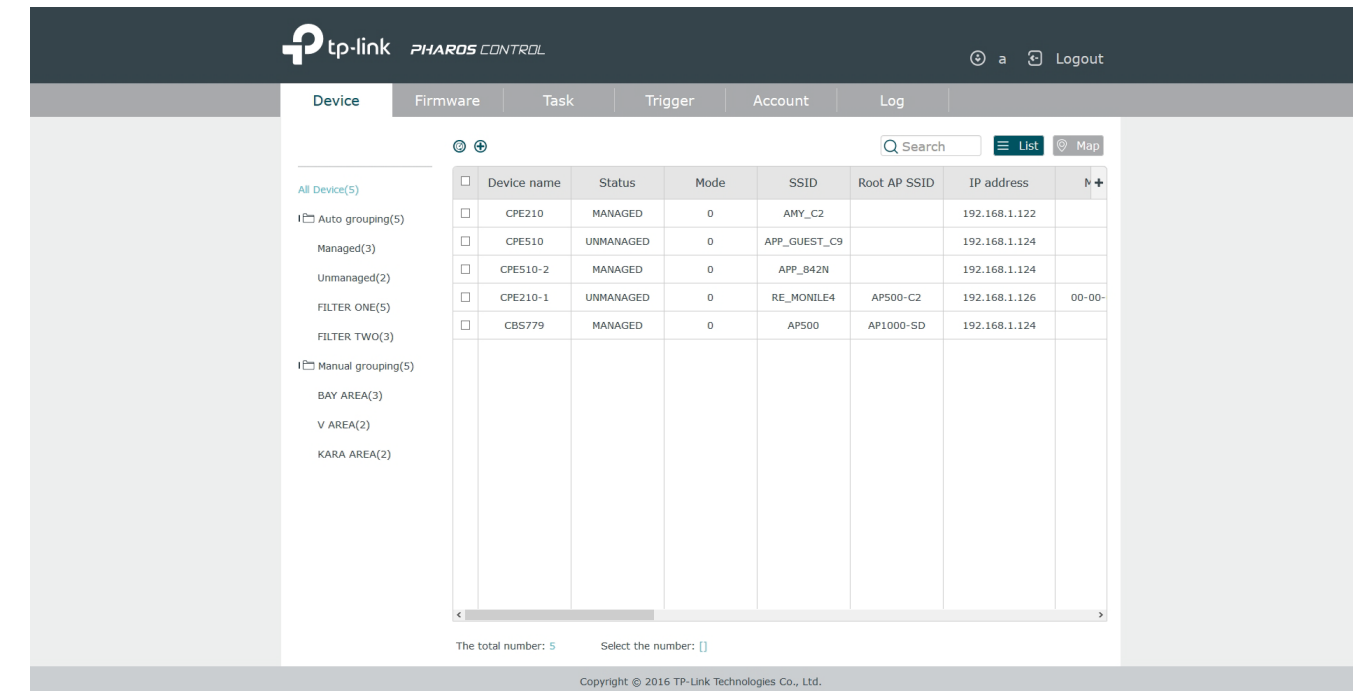 tp-link PHAROS CONTROL
a Logout
Device Firmware Task Trigger Account Log
Search List Map
All Device(5)
Auto grouping(5)
Managed(3)
Unmanaged(2)
FILTER ONE(5)
FILTER TWO(3)
Manual grouping(5)
BAY AREA(3)
V AREA(2)
KARA AREA(2)
Device name Status Mode SSID Root AP SSID IP address M
CPE210 MANAGED 0 AMY_C2 192.168.1.122
CPE510 UNMANAGED 0 APP_GUEST_C9 192.168.1.124
CPE510-2 MANAGED 0 APP_842N 192.168.1.124
CPE210-1 UNMANAGED 0 RE_MONILE4 AP500-C2 192.168.1.126 00-00-
CBS779 MANAGED 0 AP500 AP1000-SD 192.168.1.124
The total number: 5 Select the number: []
Copyright © 2016 TP-Link Technologies Co., Ltd.